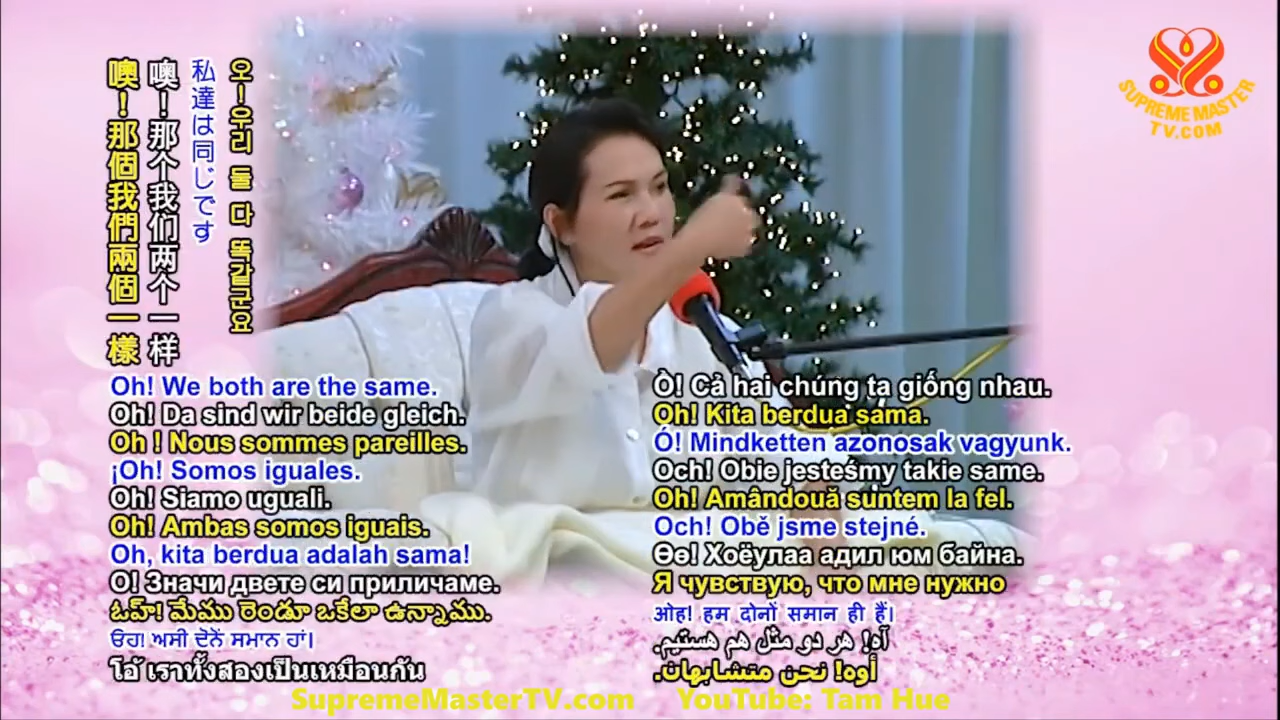 SUPREME MASTER
TV.COM
噢！那個我們兩個一樣
噢！那个我们两个一样
私達は同じです
오!우리 둘 다 똑같군요
Oh! We both are the same.
Oh! Da sind wir beide gleich.
Oh ! Nous sommes pareilles.
¡Oh! Somos iguales.
Oh! Siamo uguali.
Oh! Ambas somos iguais.
Oh, kita berdua adalah sama!
О! Значи двете си приличаме.
ఓహ్! మేము రెండూ ఒకేలా ఉన్నాము.
ਓਹ! ਅਸੀ ਦੋਨੋਂ ਸਮਾਨ ਹਾਂ।
โอ้ เราทั้งสองเป็นเหมือนกัน
Ò! Cả hai chúng ta giống nhau.
Oh! Kita berdua sama.
Ó! Mindketten azonosak vagyunk.
Och! Obie jesteśmy takie same.
Oh! Amândouă suntem la fel.
Och! Obě jsme stejné.
Өө! Хоёулаа адил юм байна.
Я чувствую, что мне нужно
ओह! हम दोनों समान ही हैं।
آه! هر دو مثل هم هستیم.
أوه! نحن متشابهان.
SupremeMasterTV.com YouTube: Tam Hue